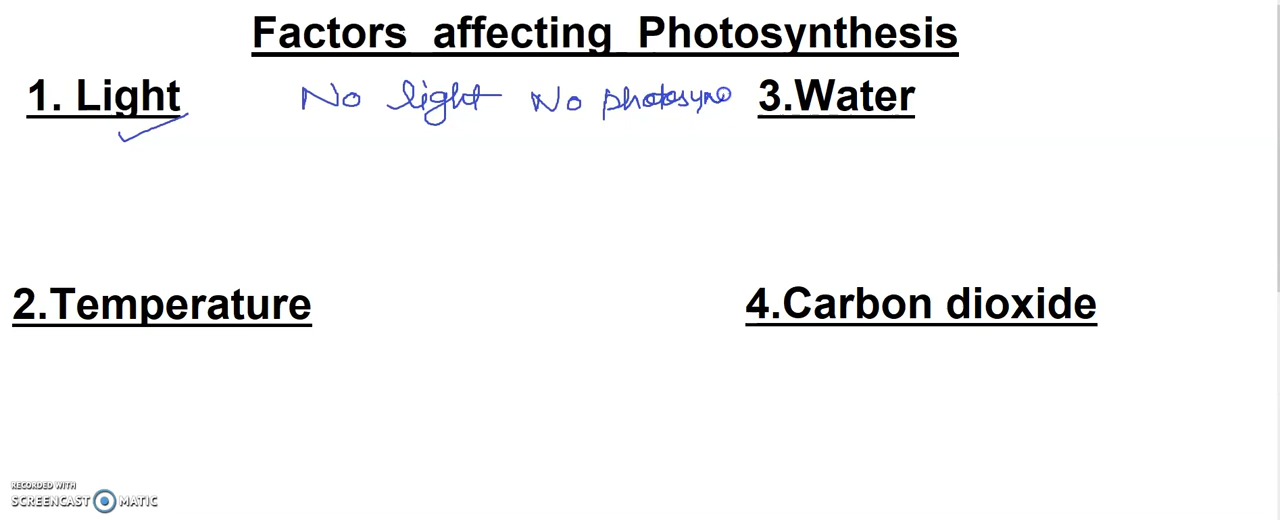 Factors affecting Photosynthesis
1. Light
No light No photosyno
3.Water
2.Temperature
4.Carbon dioxide
RECORDED WITH
SCREENCAST MATIC